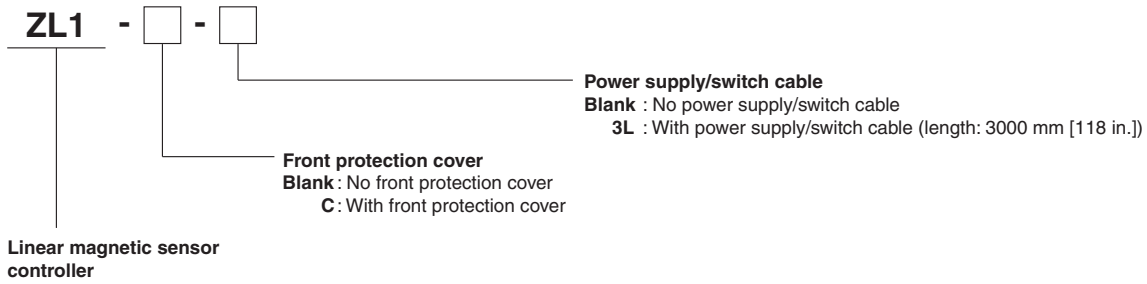 ZL1 - □ - □
Power supply/switch cable
Blank : No power supply/switch cable
3L : With power supply/switch cable (length: 3000 mm [118 in.])
Front protection cover
Blank : No front protection cover
C : With front protection cover
Linear magnetic sensor
controller